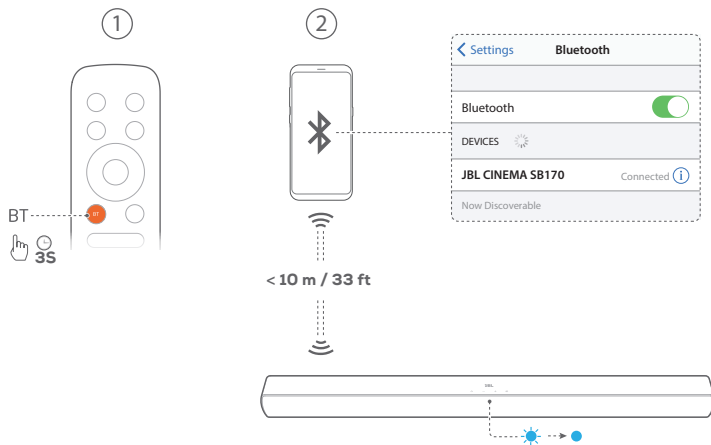 1
2
Settings
Bluetooth
Bluetooth
DEVICES
JBL CINEMA SB170
Connected
i
Now Discoverable
BT
BT
3S
< 10 m / 33 ft
JBL